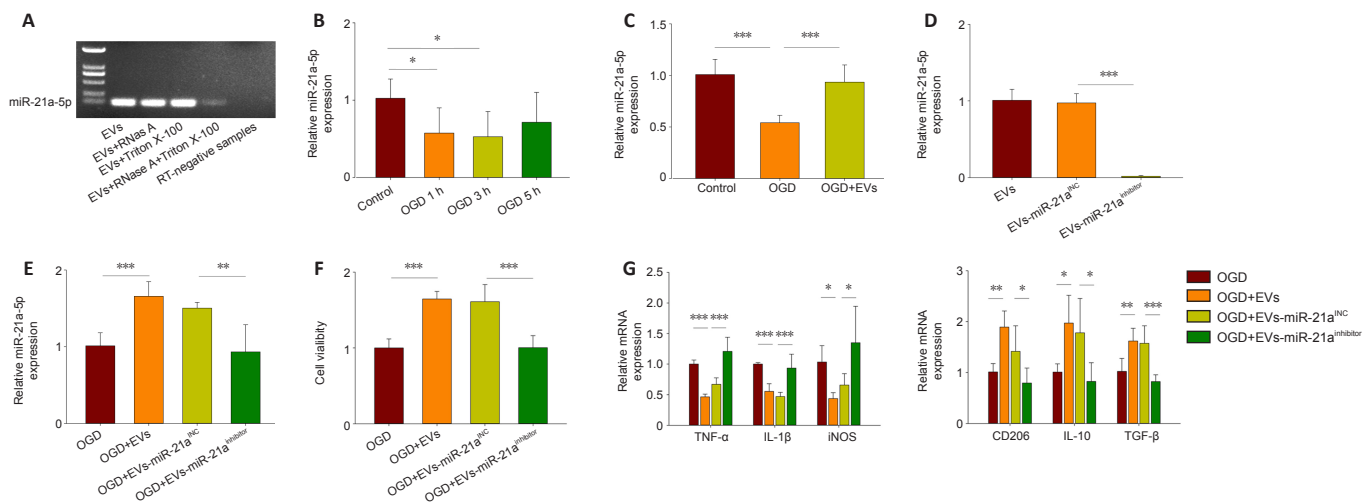 A
miR-21a-5p
EVs
EVs+RNas A
EVs+Triton X-100
EVs+RNase A+Triton X-100
RT-negative samples
B
Relative miR-21a-5p
expression
2
1
0
*
*
Control
OGD 1 h
OGD 3 h
OGD 5 h
C
Relative miR-21a-5p
expression
1.5
1.0
0.5
0
***
***
Control
OGD
OGD+EVs
D
Relative miR-21a-5p
expression
2
1
0
***
EVs
EVs-miR-21a^INC
EVs-miR-21a^inhibitor
E
Relative miR-21a-5p
expression
2
1
0
***
**
OGD
OGD+EVs
OGD+EVs-miR-21a^INC
OGD+EVs-miR-21a^inhibitor
F
Cell vialibity
2
1
0
***
***
OGD
OGD+EVs
OGD+EVs-miR-21a^INC
OGD+EVs-miR-21a^inhibitor
G
Relative mRNA
expression
2.5
2.0
1.5
1.0
0.5
0
*** ***
*** ***
* *
TNF-α
IL-1β
iNOS
Relative mRNA
expression
3
2
1
0
** *
* *
** ***
CD206
IL-10
TGF-β
OGD
OGD+EVs
OGD+EVs-miR-21a^INC
OGD+EVs-miR-21a^inhibitor